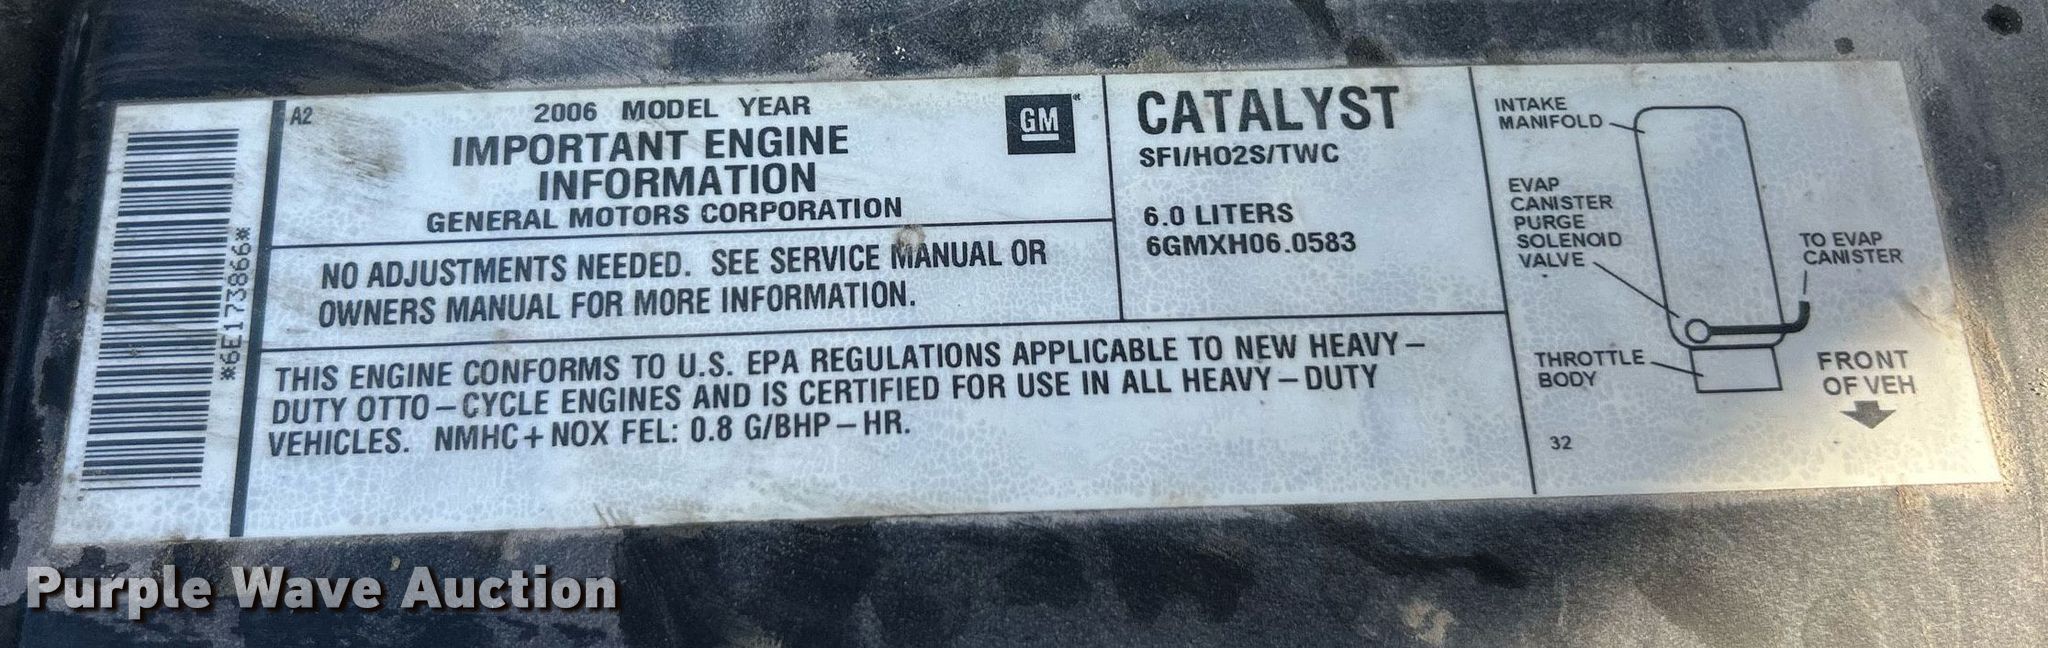 *6E173866*
A2
2006 MODEL YEAR
IMPORTANT ENGINE
INFORMATION
GENERAL MOTORS CORPORATION
GM
NO ADJUSTMENTS NEEDED. SEE SERVICE MANUAL OR
OWNERS MANUAL FOR MORE INFORMATION.
THIS ENGINE CONFORMS TO U.S. EPA REGULATIONS APPLICABLE TO NEW HEAVY–
DUTY OTTO–CYCLE ENGINES AND IS CERTIFIED FOR USE IN ALL HEAVY–DUTY
VEHICLES. NMHC+NOX FEL: 0.8 G/BHP–HR.
CATALYST
SFI/HO2S/TWC
6.0 LITERS
6GMXH06.0583
INTAKE
MANIFOLD
EVAP
CANISTER
PURGE
SOLENOID
VALVE
TO EVAP
CANISTER
THROTTLE
BODY
FRONT
OF VEH
32
Purple Wave Auction